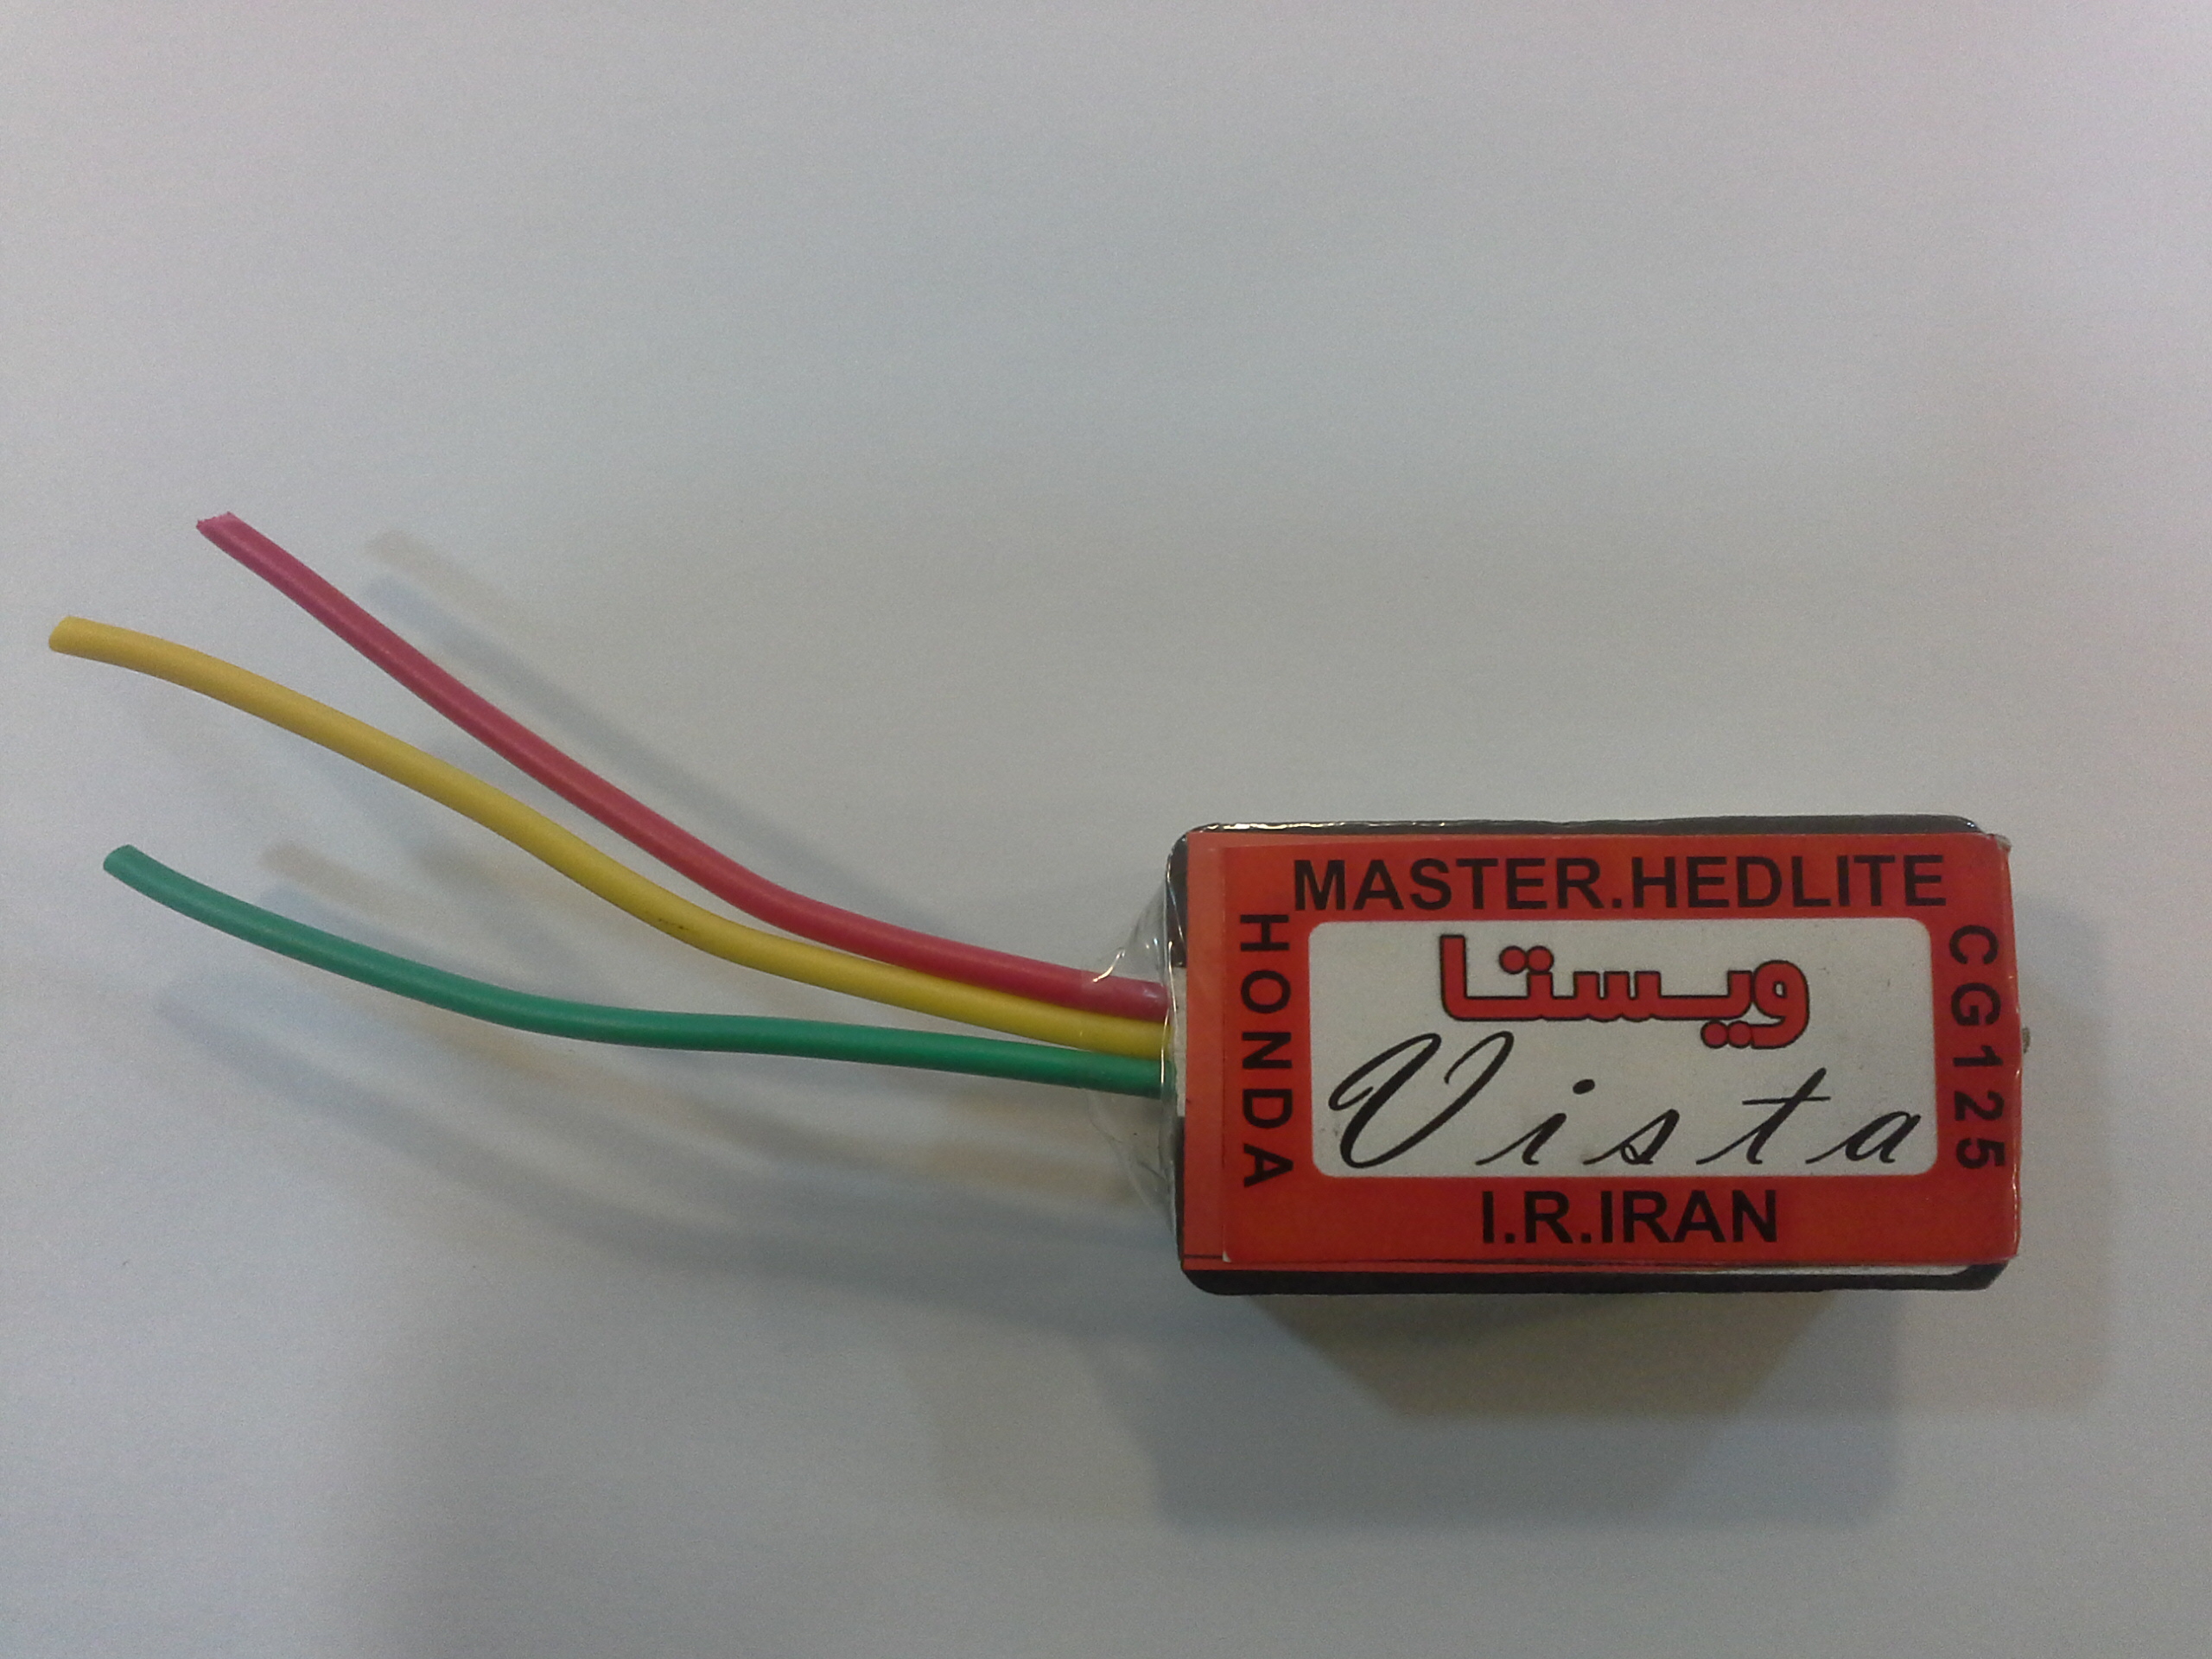 MASTER.HEDLITE
HONDA
ویستا
Vista
CG125
I.R.IRAN